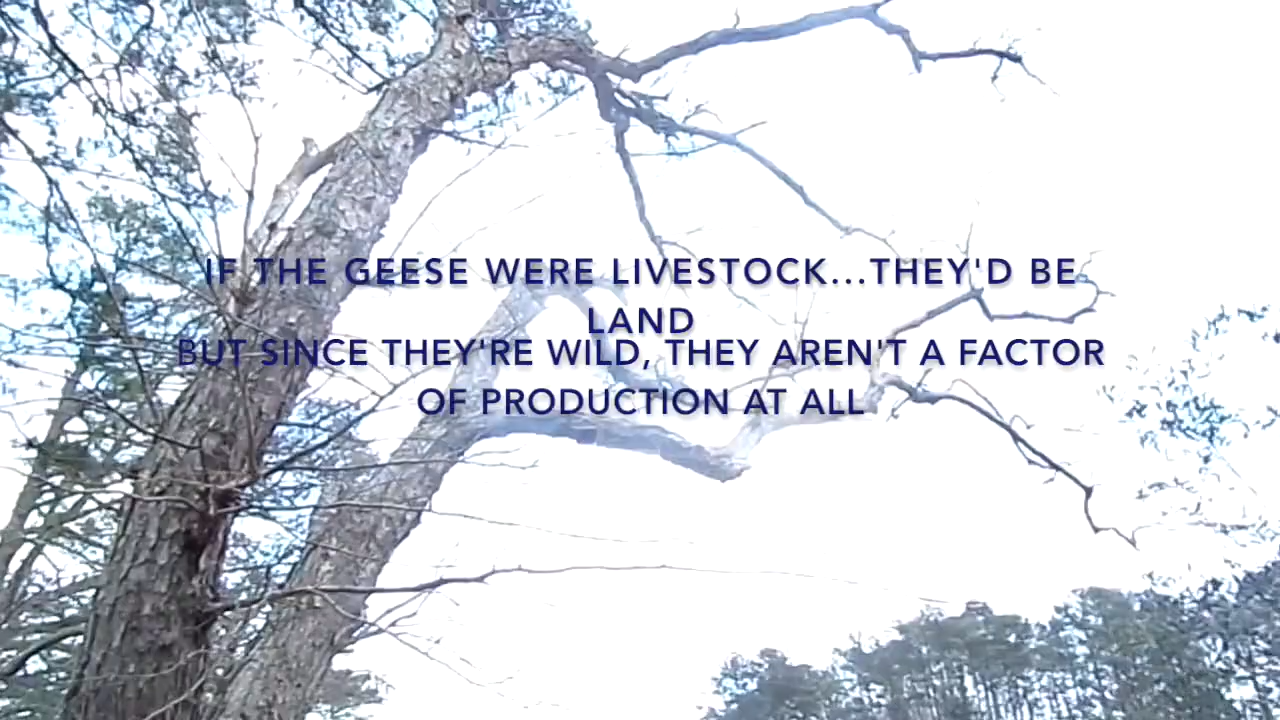 IF THE GEESE WERE LIVESTOCK...THEY'D BE
LAND
BUT SINCE THEY'RE WILD, THEY AREN'T A FACTOR
OF PRODUCTION AT ALL